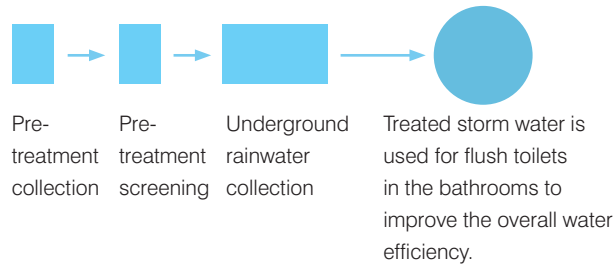 Pre-
treatment
collection
Pre-
treatment
screening
Underground
rainwater
collection
Treated storm water is
used for flush toilets
in the bathrooms to
improve the overall water
efficiency.